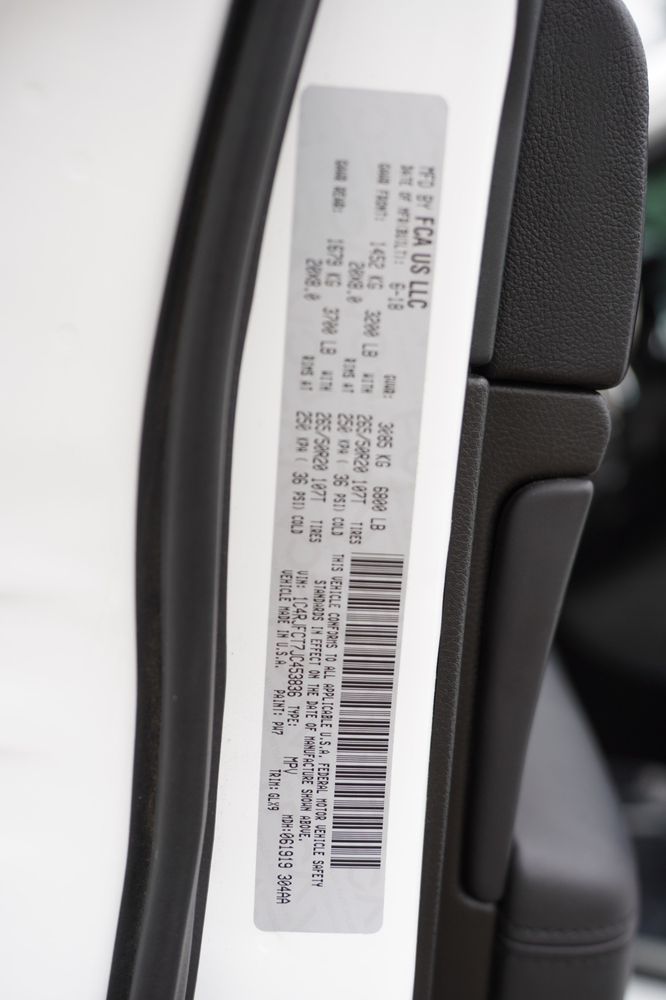 MFD BY FCA US LLC
DATE OF MFR(BUILT): 6-18 GVWR: 3085 KG 6800 LB
GAWR FRONT: 1452 KG 3200 LB WITH 265/50R20 107T TIRES
20X8.0 RIMS AT 250 KPA ( 36 PSI) COLD
GAWR REAR: 1679 KG 3700 LB WITH 265/50R20 107T TIRES
20X8.0 RIMS AT 250 KPA ( 36 PSI) COLD
THIS VEHICLE CONFORMS TO ALL APPLICABLE U.S.A. FEDERAL MOTOR VEHICLE SAFETY
STANDARDS IN EFFECT ON THE DATE OF MANUFACTURE SHOWN ABOVE.
VIN: 1C4RJFCT7JC453836 TYPE: MPV MDH:061919 304AA
VEHICLE MADE IN U.S.A. PAINT: PW7 TRIM:GLX9